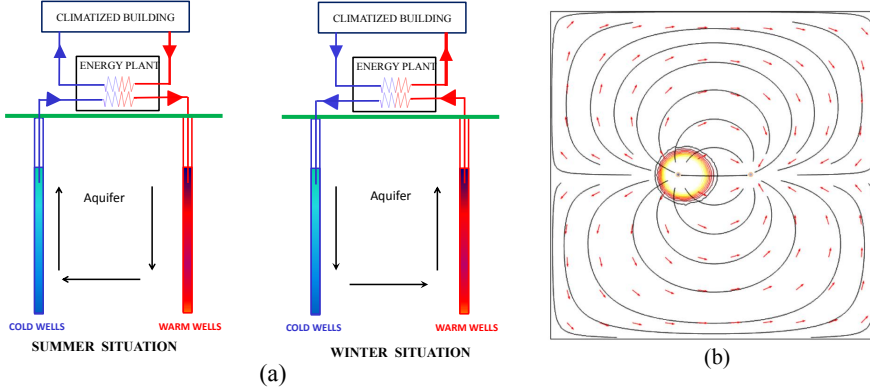 CLIMATIZED BUILDING
ENERGY PLANT
Aquifer
COLD WELLS
WARM WELLS
SUMMER SITUATION
CLIMATIZED BUILDING
ENERGY PLANT
Aquifer
COLD WELLS
WARM WELLS
WINTER SITUATION
(a)
(b)